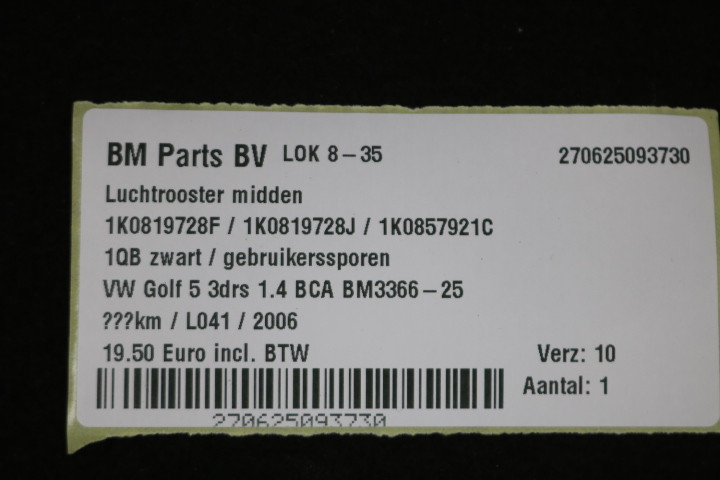 BM Parts BV LOK 8-35 270625093730
Luchtrooster midden
1K0819728F / 1K0819728J / 1K0857921C
1QB zwart / gebruikerssporen
VW Golf 5 3drs 1.4 BCA BM3366-25
???km / L041 / 2006
19.50 Euro incl. BTW Verz: 10
Aantal: 1
270625093730